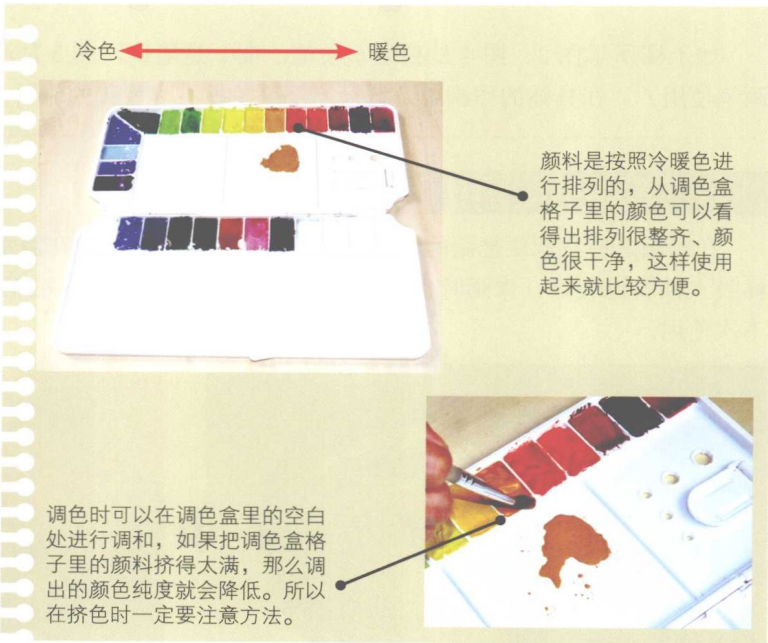 冷色 暖色
颜料是按照冷暖色进
行排列的，从调色盒
格子里的颜色可以看
得出排列很整齐、颜
色很干净，这样使用
起来就比较方便。
调色时可以在调色盒里的空白
处进行调和，如果把调色盒格
子里的颜料挤得太满，那么调
出的颜色纯度就会降低。所以
在挤色时一定要注意方法。